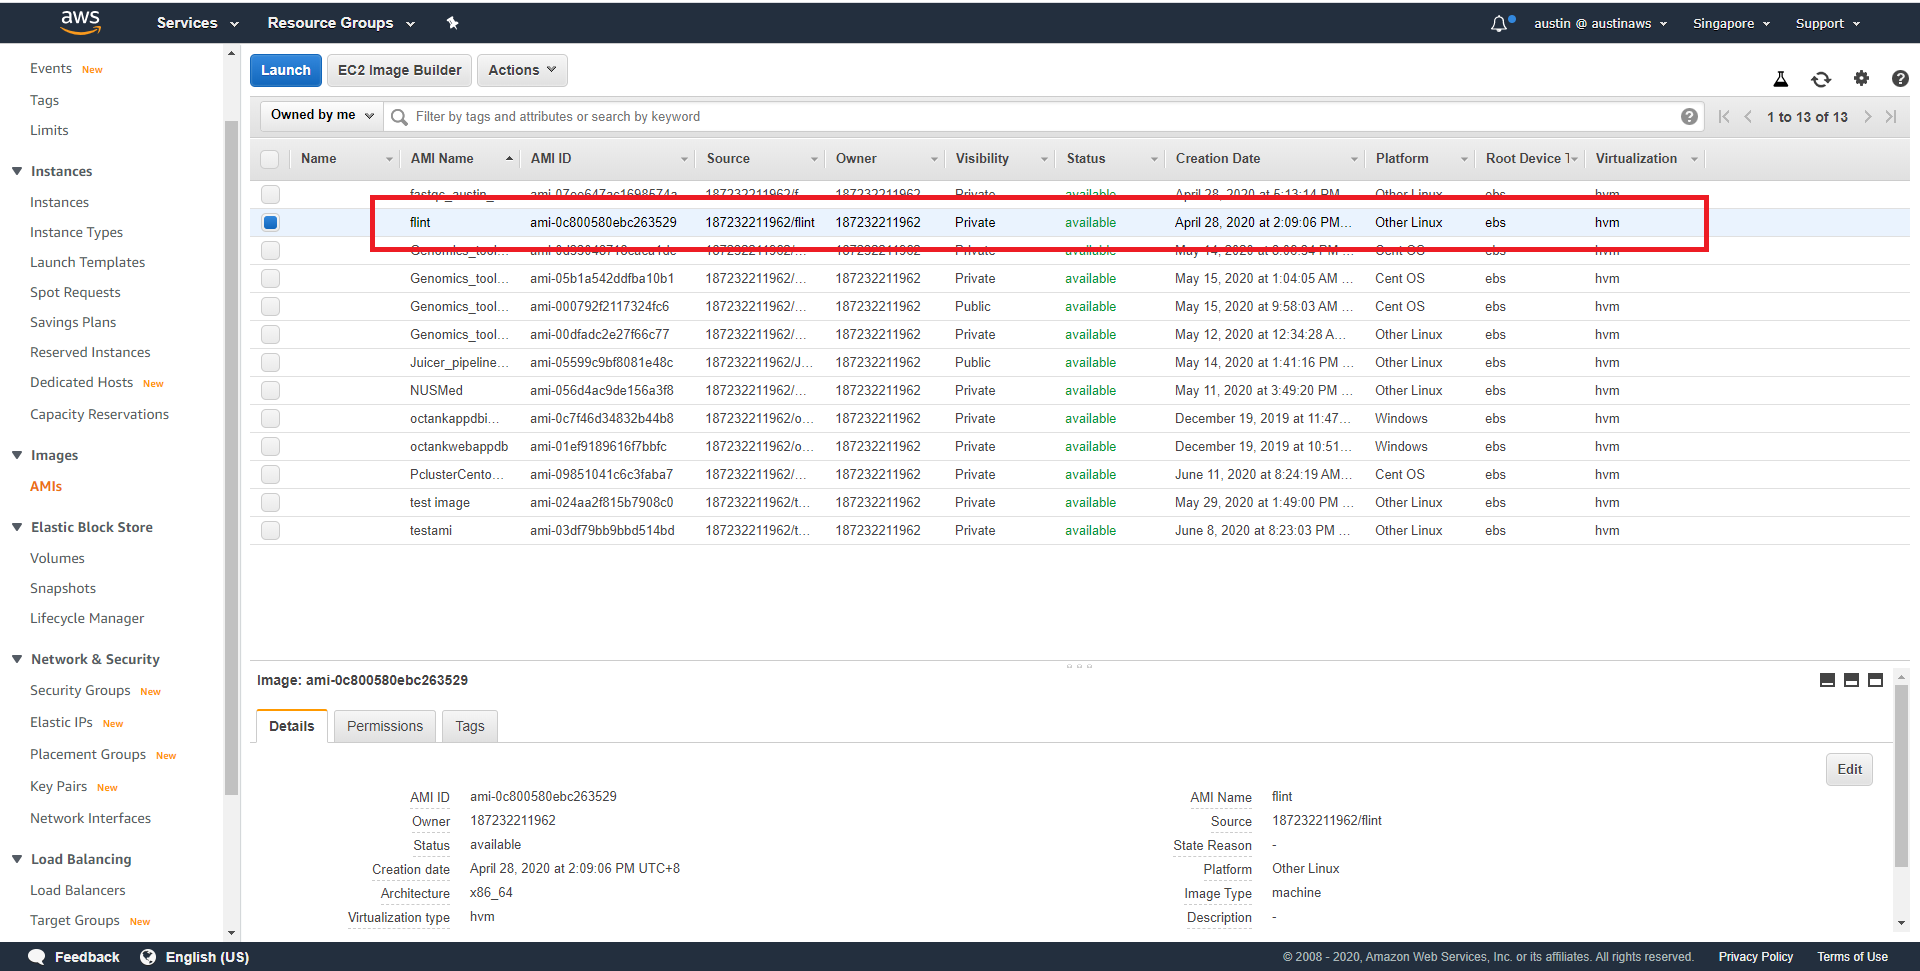 aws Services Resource Groups austin @ austinaws Singapore Support
Events New
Tags
Limits
Instances
Instances
Instance Types
Launch Templates
Spot Requests
Savings Plans
Reserved Instances
Dedicated Hosts New
Capacity Reservations
Images
AMIs
Elastic Block Store
Volumes
Snapshots
Lifecycle Manager
Network & Security
Security Groups New
Elastic IPs New
Placement Groups New
Key Pairs New
Network Interfaces
Load Balancing
Load Balancers
Target Groups New
Launch EC2 Image Builder Actions
Owned by me Filter by tags and attributes or search by keyword 1 to 13 of 13
Name AMI Name AMI ID Source Owner Visibility Status Creation Date Platform Root Device Virtualization
187232211962 Private available April 28, 2020 at 5:13:14 PM Other Linux ebs hvm
flint ami-0c800580ebc263529 187232211962/flint 187232211962 Private available April 28, 2020 at 2:09:06 PM... Other Linux ebs hvm
Genomics_tool... 187232211962 Private available Cent OS ebs hvm
Genomics_tool... ami-05b1a542ddfba10b1 187232211962/... 187232211962 Private available May 15, 2020 at 1:04:05 AM ... Cent OS ebs hvm
Genomics_tool... ami-000792f2117324fc6 187232211962/... 187232211962 Public available May 15, 2020 at 9:58:03 AM ... Cent OS ebs hvm
Genomics_tool... ami-00dfadc2e27f66c77 187232211962/... 187232211962 Private available May 12, 2020 at 12:34:28 A... Other Linux ebs hvm
Juicer_pipeline... ami-05599c9bf8081e48c 187232211962/J... 187232211962 Public available May 14, 2020 at 1:41:16 PM ... Other Linux ebs hvm
NUSMed ami-056d4ac9de156a3f8 187232211962/... 187232211962 Private available May 11, 2020 at 3:49:20 PM ... Other Linux ebs hvm
octankappdbi... ami-0c7f46d34832b44b8 187232211962/o... 187232211962 Private available December 19, 2019 at 11:47... Windows ebs hvm
octankwebappdb ami-01ef9189616f7bbfc 187232211962/o... 187232211962 Private available December 19, 2019 at 10:51... Windows ebs hvm
PclusterCento... ami-09851041c6c3faba7 187232211962/... 187232211962 Private available June 11, 2020 at 8:24:19 AM... Cent OS ebs hvm
test image ami-024aa2f815b7908c0 187232211962/t... 187232211962 Private available May 29, 2020 at 1:49:00 PM ... Other Linux ebs hvm
testami ami-03df79bb9bbd514bd 187232211962/t... 187232211962 Private available June 8, 2020 at 8:23:03 PM ... Other Linux ebs hvm
Image: ami-0c800580ebc263529
Details Permissions Tags
Edit
AMI ID ami-0c800580ebc263529 AMI Name flint
Owner 187232211962 Source 187232211962/flint
Status available State Reason -
Creation date April 28, 2020 at 2:09:06 PM UTC+8 Platform Other Linux
Architecture x86_64 Image Type machine
Virtualization type hvm Description -
Feedback English (US) © 2008 - 2020, Amazon Web Services, Inc. or its affiliates. All rights reserved. Privacy Policy Terms of Use